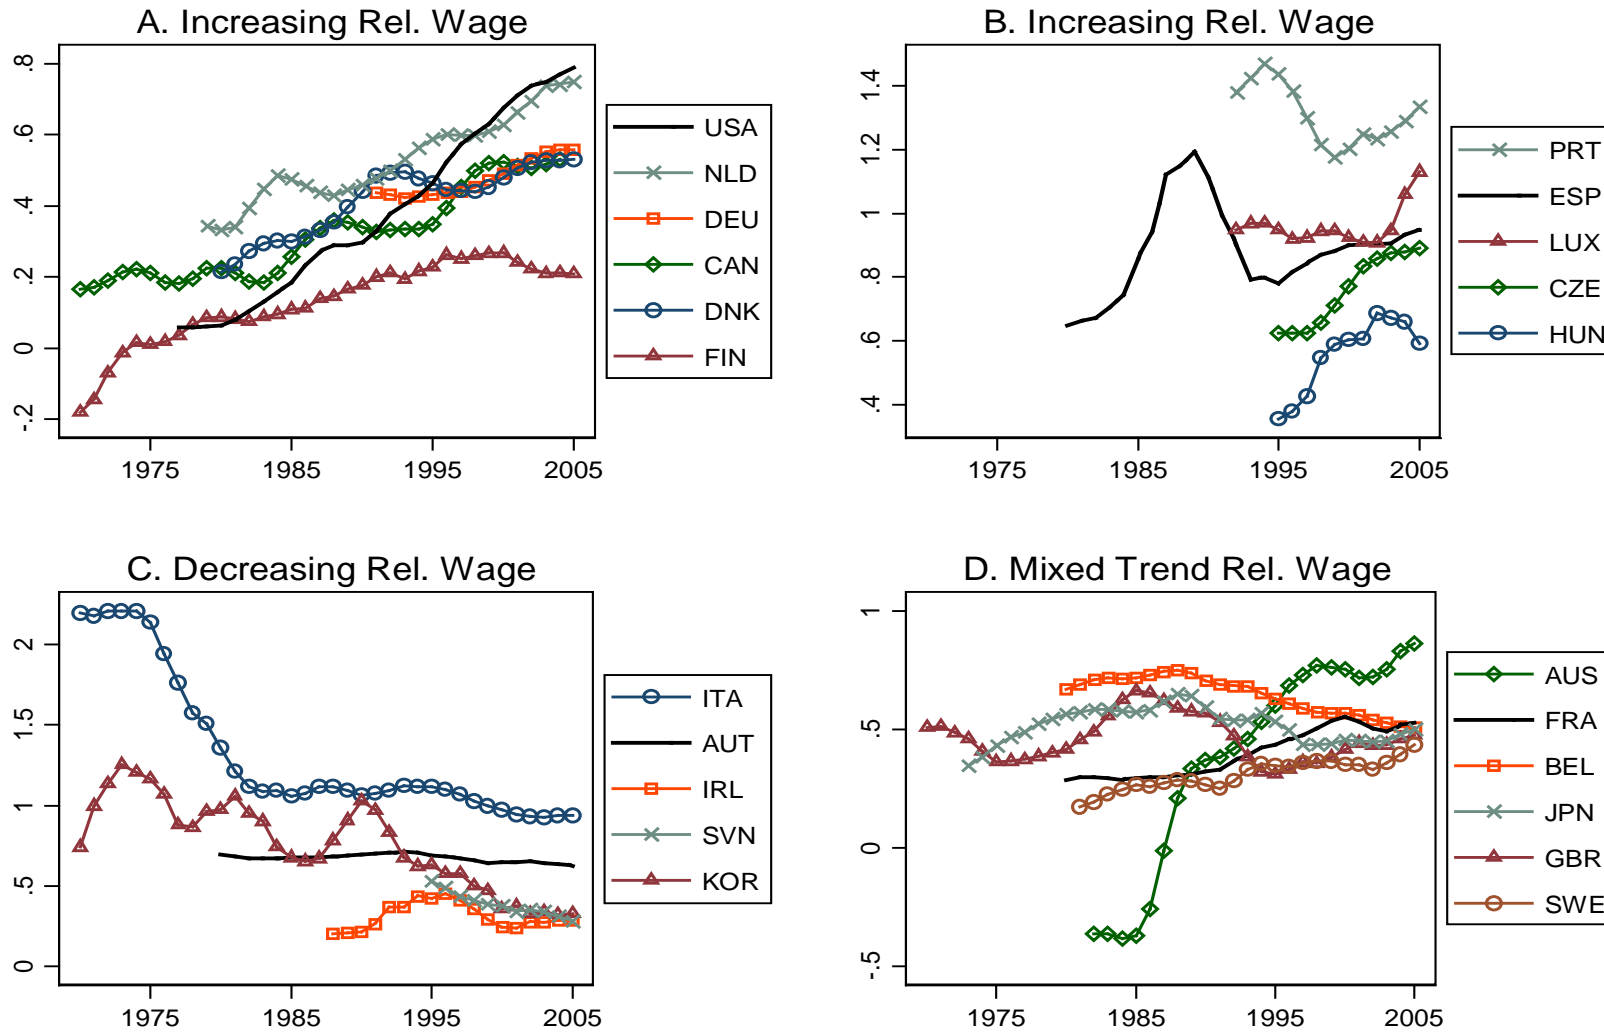 A. Increasing Rel. Wage
.8
.6
.4
.2
0
-.2
1975 1985 1995 2005
USA
NLD
DEU
CAN
DNK
FIN
B. Increasing Rel. Wage
1.4
1.2
1
.8
.6
.4
1975 1985 1995 2005
PRT
ESP
LUX
CZE
HUN
C. Decreasing Rel. Wage
2
1.5
1
.5
0
1975 1985 1995 2005
ITA
AUT
IRL
SVN
KOR
D. Mixed Trend Rel. Wage
1
.5
0
-.5
1975 1985 1995 2005
AUS
FRA
BEL
JPN
GBR
SWE